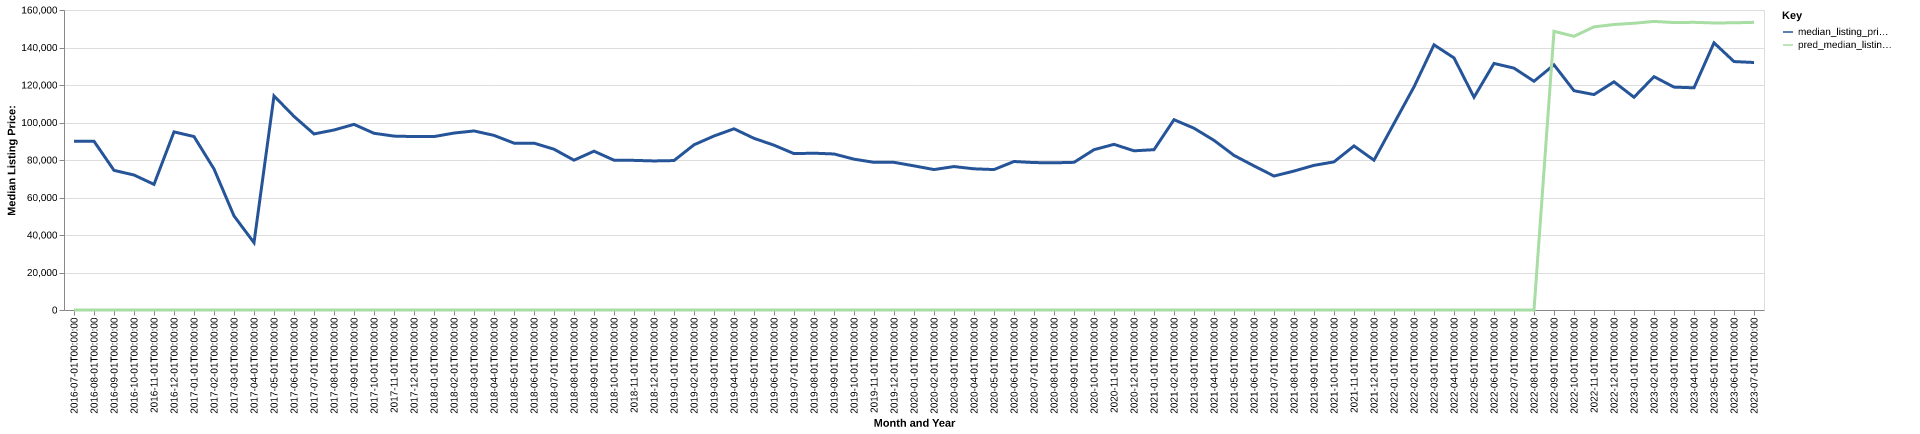 160,000
140,000
120,000
100,000
80,000
60,000
40,000
20,000
0
Median Listing Price:
2016-07-01T00:00:00
2016-08-01T00:00:00
2016-09-01T00:00:00
2016-10-01T00:00:00
2016-11-01T00:00:00
2016-12-01T00:00:00
2017-01-01T00:00:00
2017-02-01T00:00:00
2017-03-01T00:00:00
2017-04-01T00:00:00
2017-05-01T00:00:00
2017-06-01T00:00:00
2017-07-01T00:00:00
2017-08-01T00:00:00
2017-09-01T00:00:00
2017-10-01T00:00:00
2017-11-01T00:00:00
2017-12-01T00:00:00
2018-01-01T00:00:00
2018-02-01T00:00:00
2018-03-01T00:00:00
2018-04-01T00:00:00
2018-05-01T00:00:00
2018-06-01T00:00:00
2018-07-01T00:00:00
2018-08-01T00:00:00
2018-09-01T00:00:00
2018-10-01T00:00:00
2018-11-01T00:00:00
2018-12-01T00:00:00
2019-01-01T00:00:00
2019-02-01T00:00:00
2019-03-01T00:00:00
2019-04-01T00:00:00
2019-05-01T00:00:00
2019-06-01T00:00:00
2019-07-01T00:00:00
2019-08-01T00:00:00
2019-09-01T00:00:00
2019-10-01T00:00:00
2019-11-01T00:00:00
2019-12-01T00:00:00
2020-01-01T00:00:00
2020-02-01T00:00:00
2020-03-01T00:00:00
2020-04-01T00:00:00
2020-05-01T00:00:00
2020-06-01T00:00:00
2020-07-01T00:00:00
2020-08-01T00:00:00
2020-09-01T00:00:00
2020-10-01T00:00:00
2020-11-01T00:00:00
2020-12-01T00:00:00
2021-01-01T00:00:00
2021-02-01T00:00:00
2021-03-01T00:00:00
2021-04-01T00:00:00
2021-05-01T00:00:00
2021-06-01T00:00:00
2021-07-01T00:00:00
2021-08-01T00:00:00
2021-09-01T00:00:00
2021-10-01T00:00:00
2021-11-01T00:00:00
2021-12-01T00:00:00
2022-01-01T00:00:00
2022-02-01T00:00:00
2022-03-01T00:00:00
2022-04-01T00:00:00
2022-05-01T00:00:00
2022-06-01T00:00:00
2022-07-01T00:00:00
2022-08-01T00:00:00
2022-09-01T00:00:00
2022-10-01T00:00:00
2022-11-01T00:00:00
2022-12-01T00:00:00
2023-01-01T00:00:00
2023-02-01T00:00:00
2023-03-01T00:00:00
2023-04-01T00:00:00
2023-05-01T00:00:00
2023-06-01T00:00:00
2023-07-01T00:00:00
Month and Year
Key
median_listing_pri…
pred_median_listin…